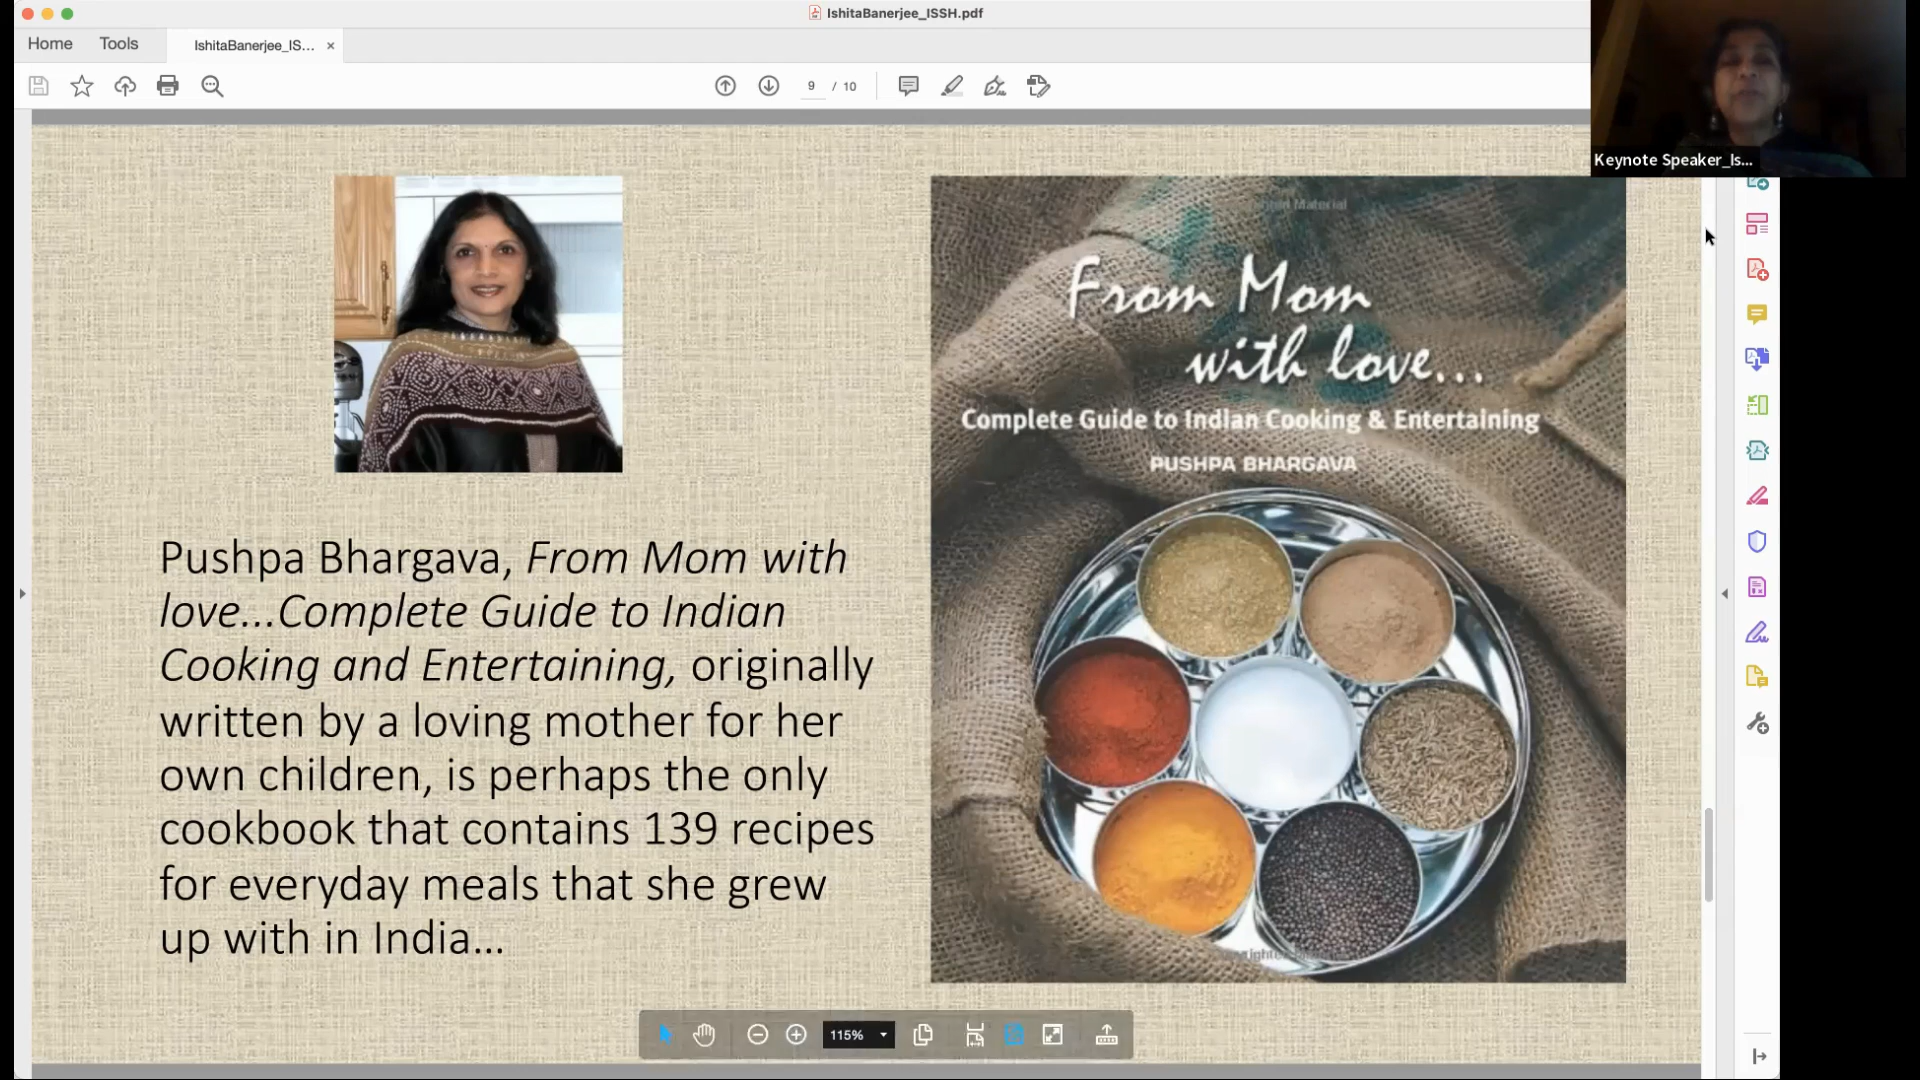 IshitaBanerjee_ISSH.pdf
Home
Tools
IshitaBanerjee_IS...
9 / 10
Keynote Speaker_Is...
From Mom
with love...
Complete Guide to Indian Cooking & Entertaining
PUSHPA BHARGAVA
Pushpa Bhargava, From Mom with
love...Complete Guide to Indian
Cooking and Entertaining, originally
written by a loving mother for her
own children, is perhaps the only
cookbook that contains 139 recipes
for everyday meals that she grew
up with in India...
115%